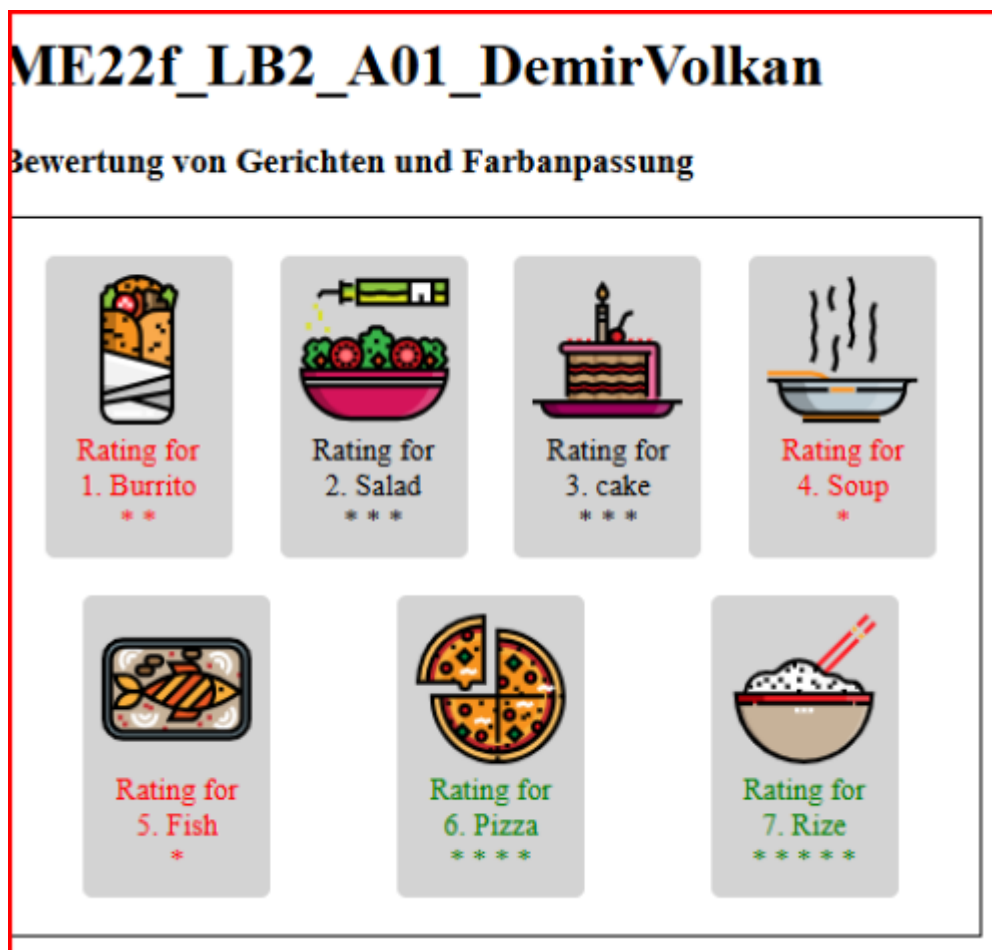 ME22f_LB2_A01_DemirVolkan
Bewertung von Gerichten und Farbanpassung
Rating for
1. Burrito
* *
Rating for
2. Salad
* * *
Rating for
3. cake
* * *
Rating for
4. Soup
*
Rating for
5. Fish
*
Rating for
6. Pizza
* * * *
Rating for
7. Rize
* * * * *